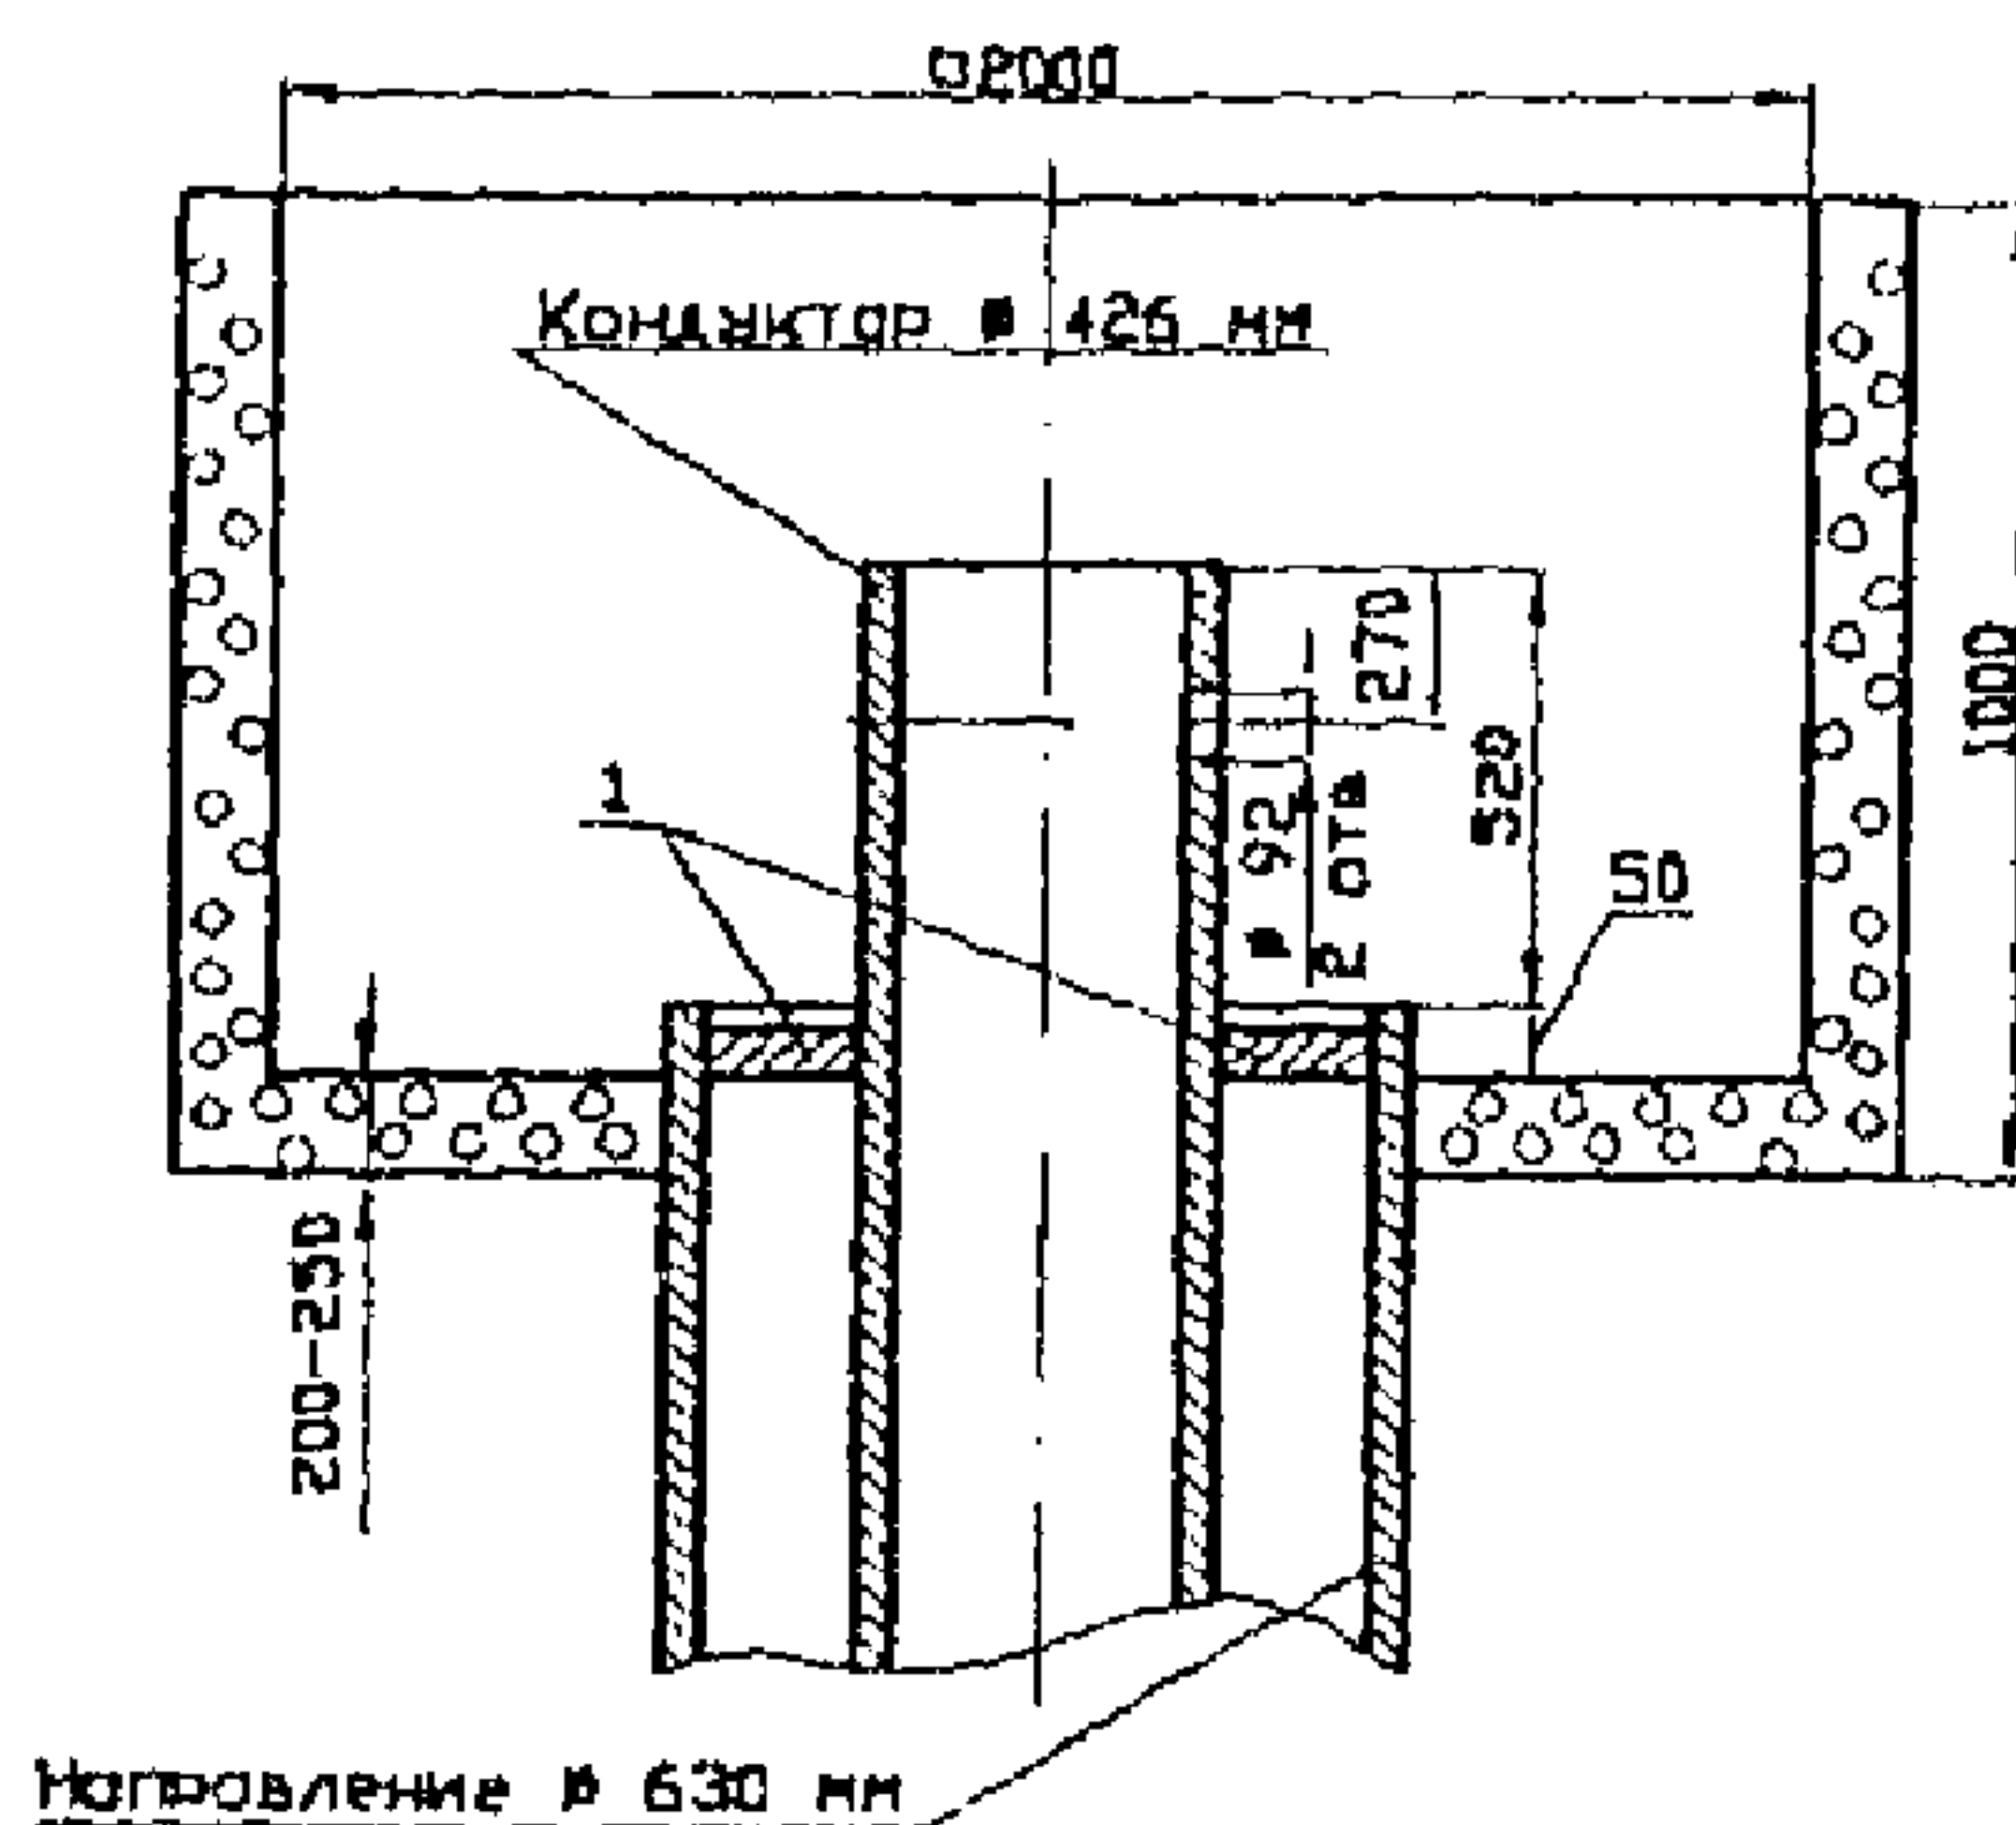 □2000
Кондуктор Ø 426 мм
270
1000
520
1
Ø 92
2 отв
50
200-250
Направление Ø 630 мм